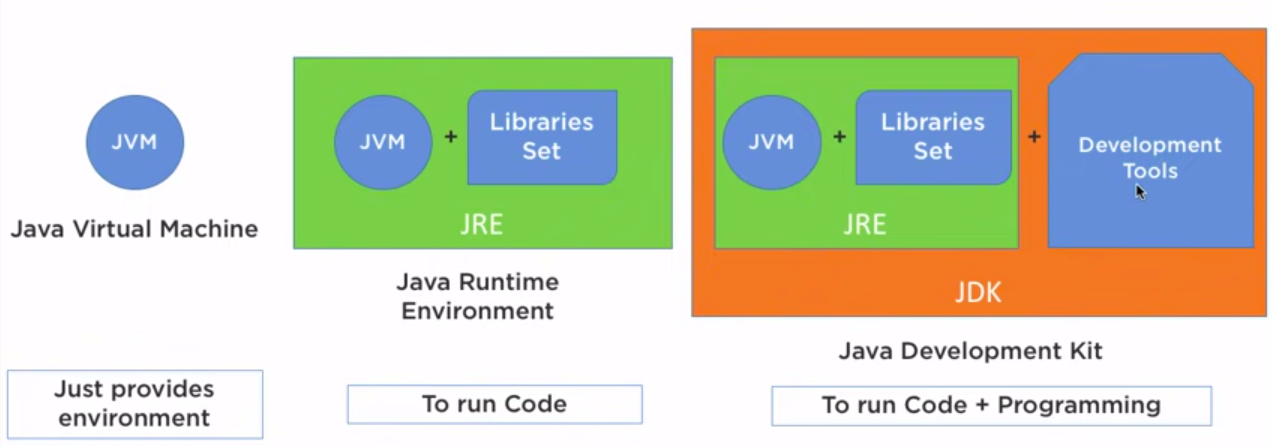 JVM
Java Virtual Machine
Just provides
environment
JVM
+
Libraries
Set
JRE
Java Runtime
Environment
To run Code
JVM
+
Libraries
Set
JRE
+
Development
Tools
JDK
Java Development Kit
To run Code + Programming